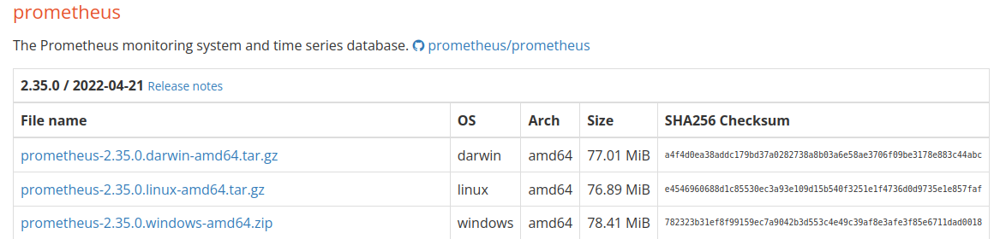 prometheus
The Prometheus monitoring system and time series database. prometheus/prometheus
2.35.0 / 2022-04-21 Release notes
File name OS Arch Size SHA256 Checksum
prometheus-2.35.0.darwin-amd64.tar.gz darwin amd64 77.01 MiB a4f4d0ea38addc179bd37a0282738a8b03a6e58ae3706f09be3178e883c44abc
prometheus-2.35.0.linux-amd64.tar.gz linux amd64 76.89 MiB e4546960688d1c85530ec3a93e109d15b540f3251e1f4736d0d9735e1e857faf
prometheus-2.35.0.windows-amd64.zip windows amd64 78.41 MiB 782323b31ef8f99159ec7a9042b3d553c4e49c39af8e3afe3f85e6711dad0018